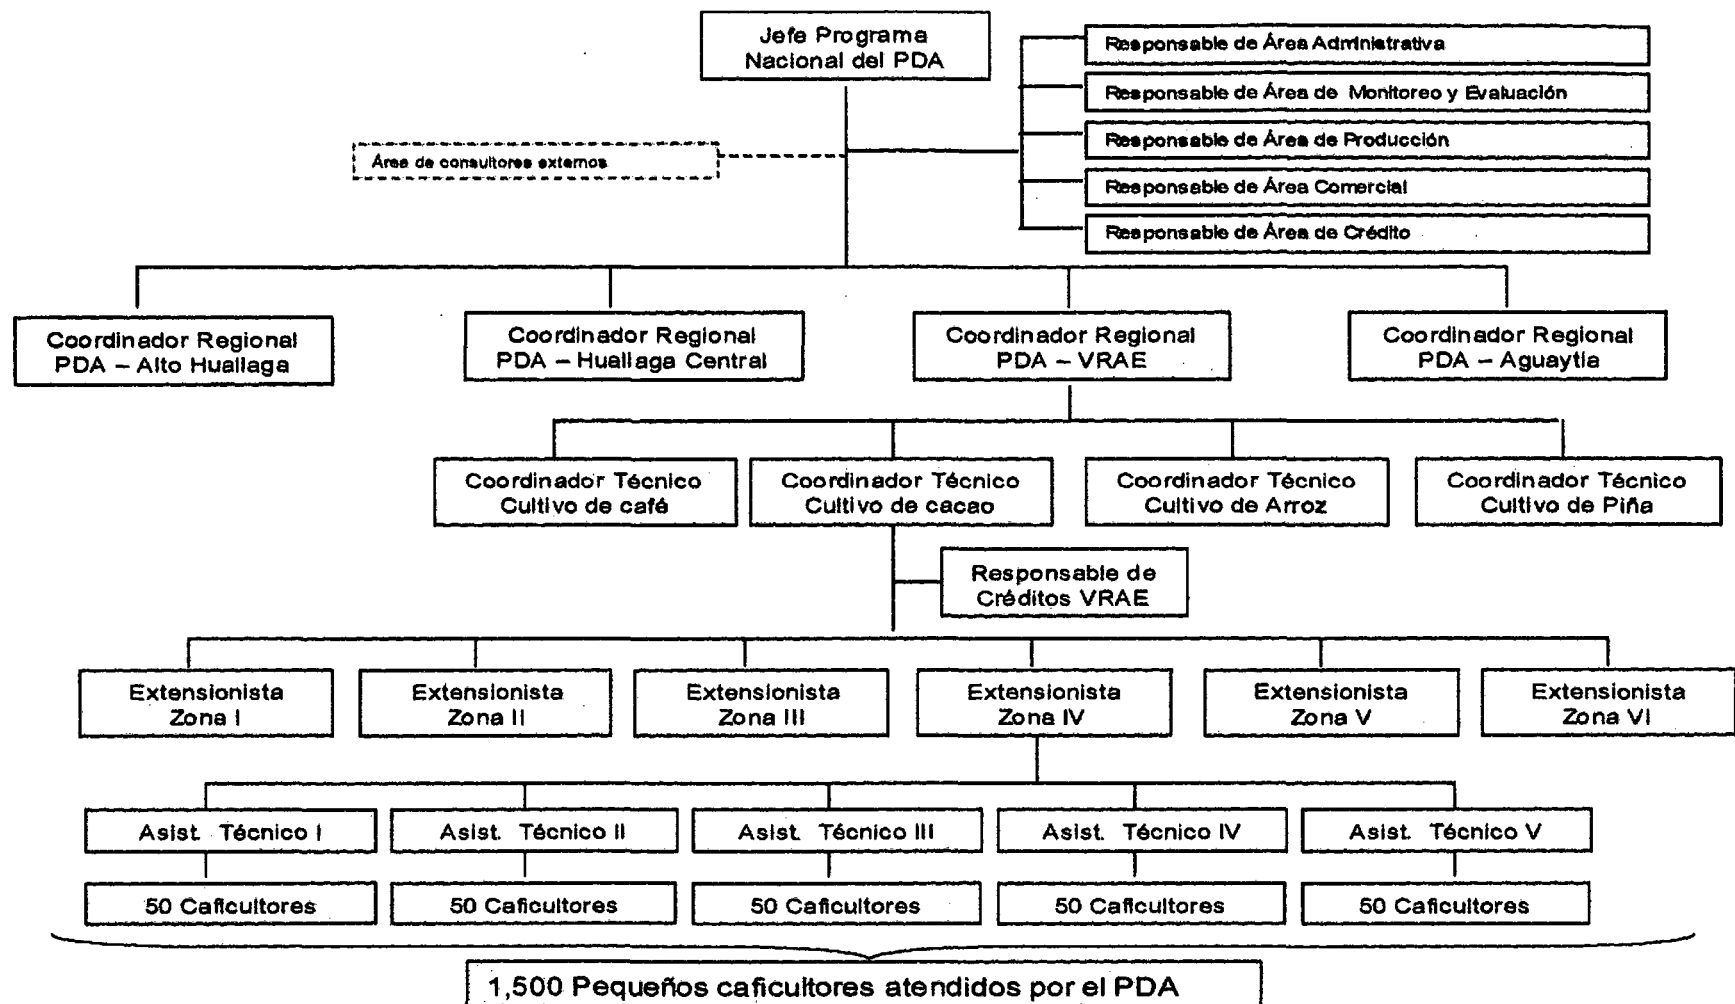 Jefe Programa
Nacional del PDA
Responsable de Área Administrativa
Responsable de Área de Monitoreo y Evaluación
Responsable de Área de Producción
Responsable de Área Comercial
Responsable de Área de Crédito
Área de consultores externos
Coordinador Regional
PDA – Alto Huallaga
Coordinador Regional
PDA – Huallaga Central
Coordinador Regional
PDA – VRAE
Coordinador Regional
PDA – Aguaytia
Coordinador Técnico
Cultivo de café
Coordinador Técnico
Cultivo de cacao
Coordinador Técnico
Cultivo de Arroz
Coordinador Técnico
Cultivo de Piña
Responsable de
Créditos VRAE
Extensionista
Zona I
Extensionista
Zona II
Extensionista
Zona III
Extensionista
Zona IV
Extensionista
Zona V
Extensionista
Zona VI
Asist. Técnico I
Asist. Técnico II
Asist. Técnico III
Asist. Técnico IV
Asist. Técnico V
50 Caficultores
50 Caficultores
50 Caficultores
50 Caficultores
50 Caficultores
1,500 Pequeños caficultores atendidos por el PDA